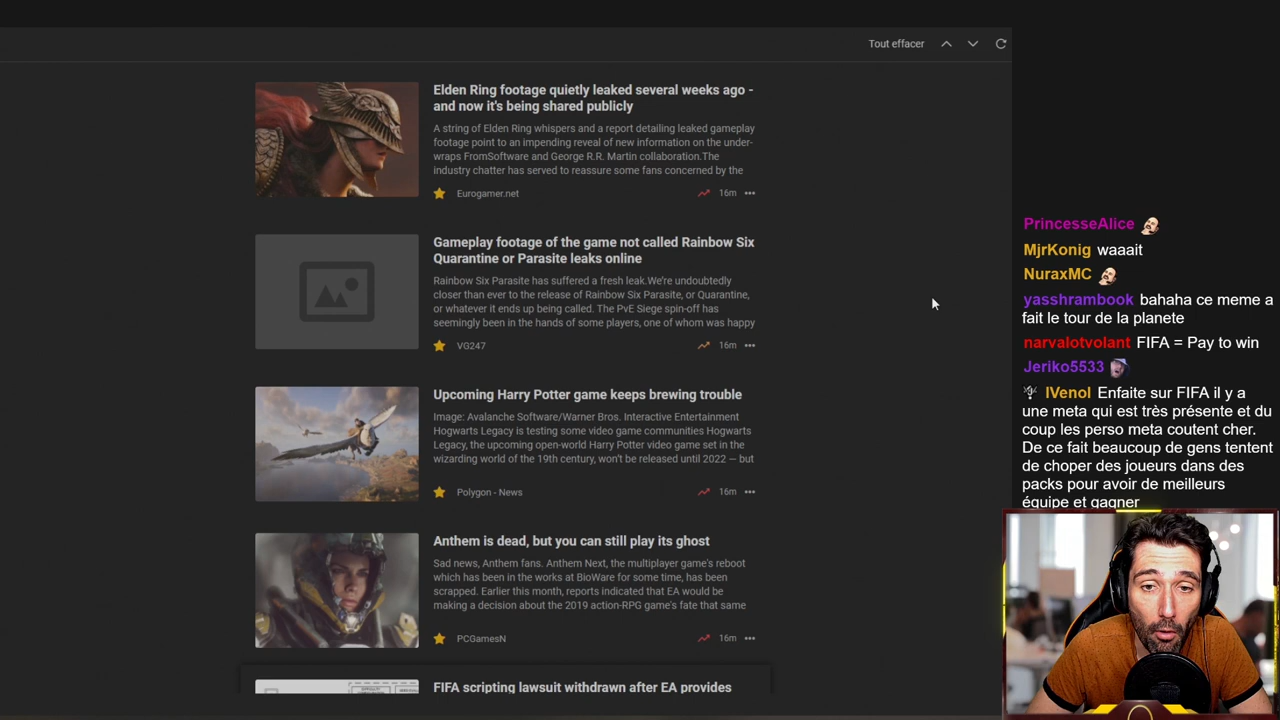 Tout effacer
Elden Ring footage quietly leaked several weeks ago -
and now it's being shared publicly
A string of Elden Ring whispers and a report detailing leaked gameplay
footage point to an impending reveal of new information on the under-
wraps FromSoftware and George R.R. Martin collaboration.The
industry chatter has served to reassure some fans concerned by the
Eurogamer.net
16m
Gameplay footage of the game not called Rainbow Six
Quarantine or Parasite leaks online
Rainbow Six Parasite has suffered a fresh leak.We're undoubtedly
closer than ever to the release of Rainbow Six Parasite, or Quarantine,
or whatever it ends up being called. The PvE Siege spin-off has
seemingly been in the hands of some players, one of whom was happy
VG247
16m
Upcoming Harry Potter game keeps brewing trouble
Image: Avalanche Software/Warner Bros. Interactive Entertainment
Hogwarts Legacy is testing some video game communities Hogwarts
Legacy, the upcoming open-world Harry Potter video game set in the
wizarding world of the 19th century, won't be released until 2022 — but
Polygon - News
16m
Anthem is dead, but you can still play its ghost
Sad news, Anthem fans. Anthem Next, the multiplayer game's reboot
which has been in the works at BioWare for some time, has been
scrapped. Earlier this month, reports indicated that EA would be
making a decision about the 2019 action-RPG game's fate that same
PCGamesN
16m
FIFA scripting lawsuit withdrawn after EA provides
PrincesseAlice
MjrKonig waaait
NuraxMC
yasshrambook bahaha ce meme a
fait le tour de la planete
narvalotvolant FIFA = Pay to win
Jeriko5533
IVenol Enfaite sur FIFA il y a
une meta qui est très présente et du
coup les perso meta coutent cher.
De ce fait beaucoup de gens tentent
de choper des joueurs dans des
packs pour avoir de meilleurs
équipe et gagner